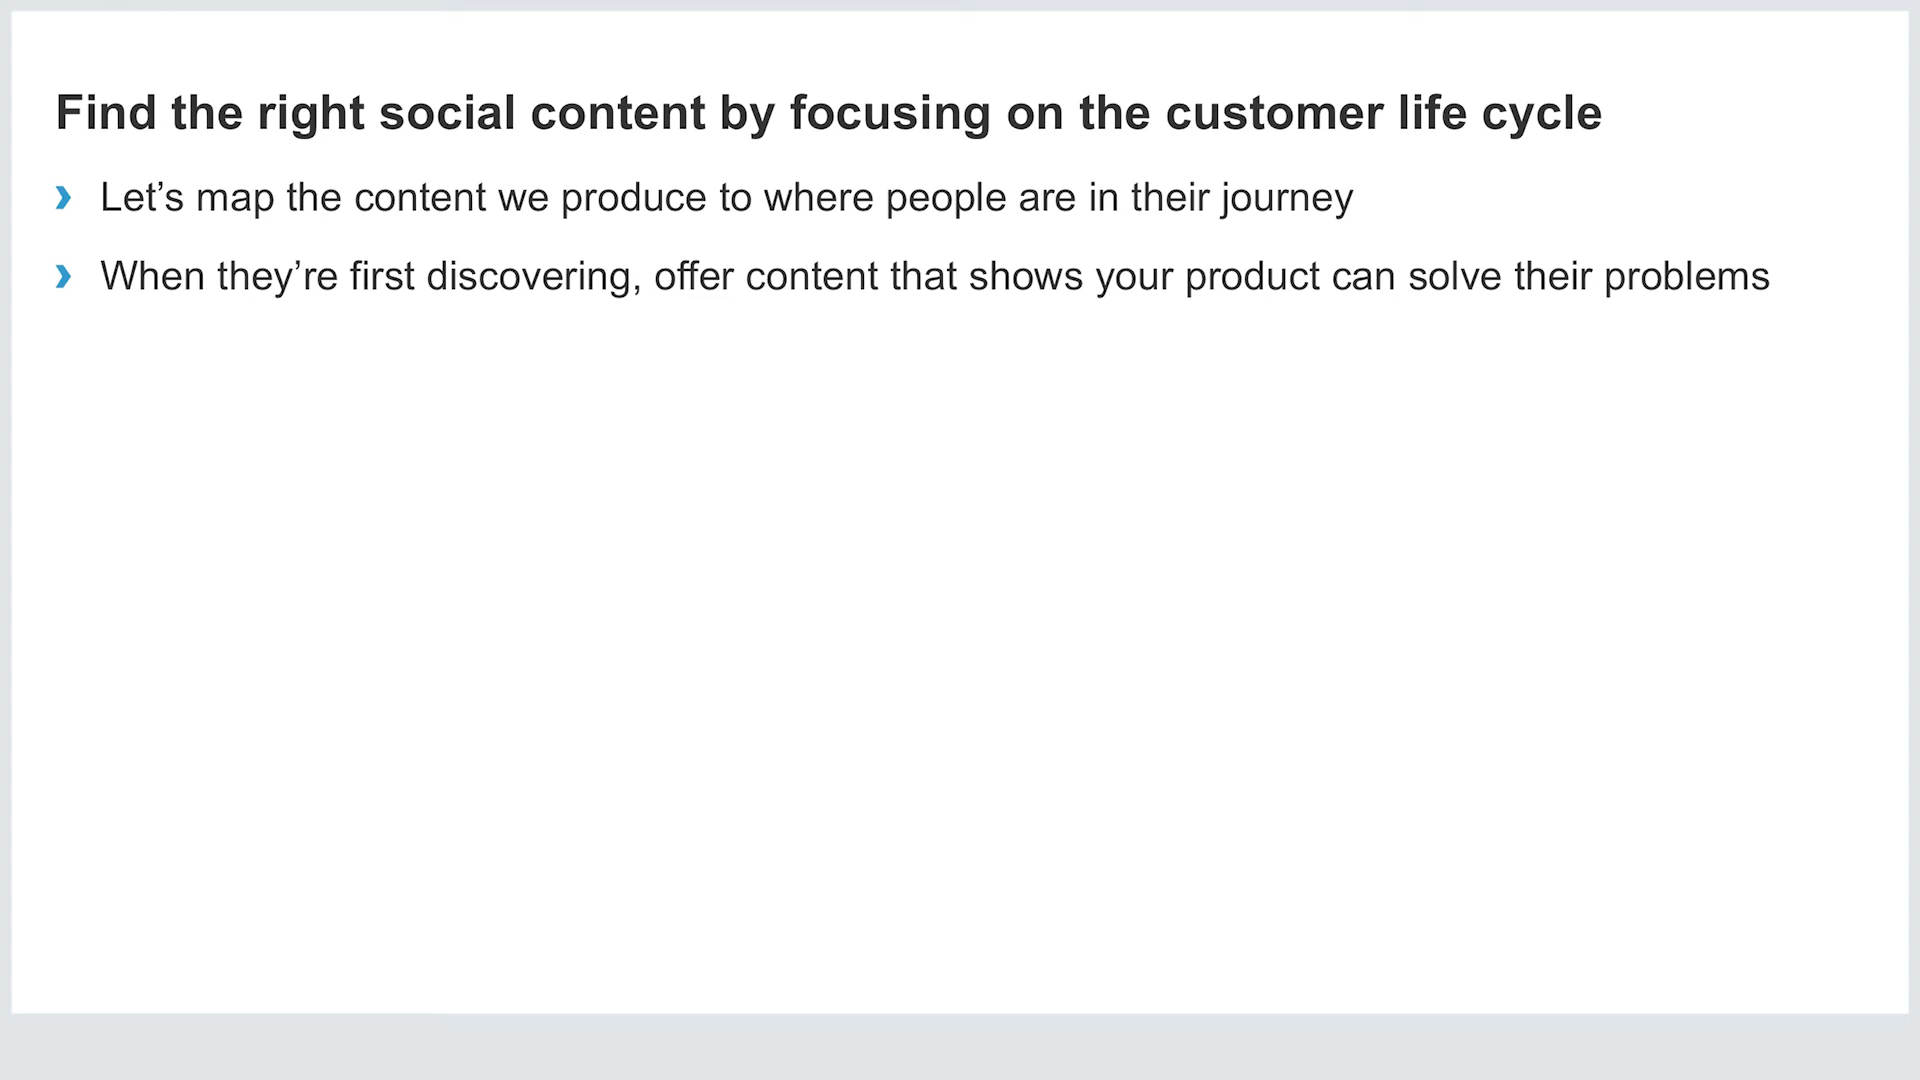 Find the right social content by focusing on the customer life cycle
› Let’s map the content we produce to where people are in their journey
› When they’re first discovering, offer content that shows your product can solve their problems